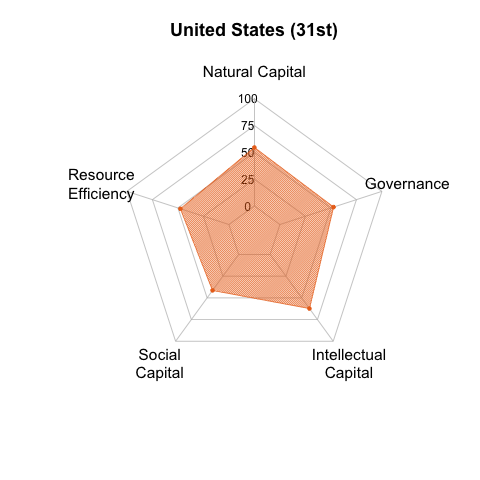 United States (31st)
Natural Capital
100
75
50
25
0
Resource
Efficiency
Governance
Social
Capital
Intellectual
Capital